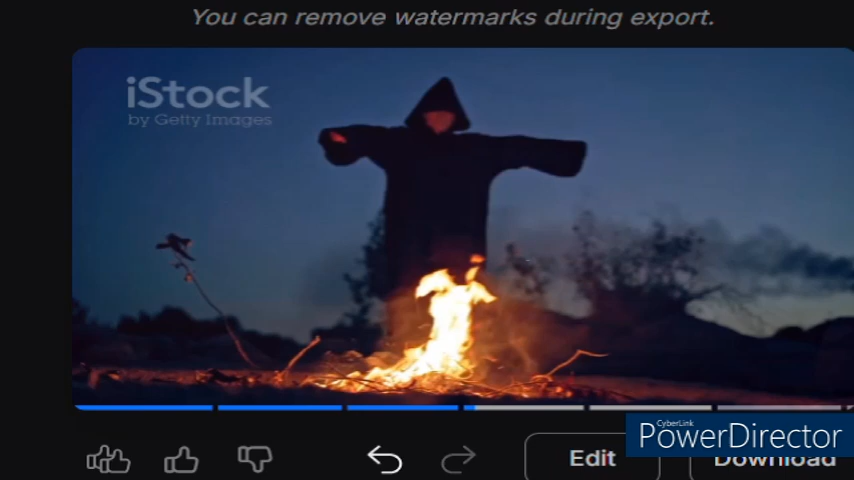 You can remove watermarks during export.
iStock
by Getty Images
CyberLink
PowerDirector
Edit
Download